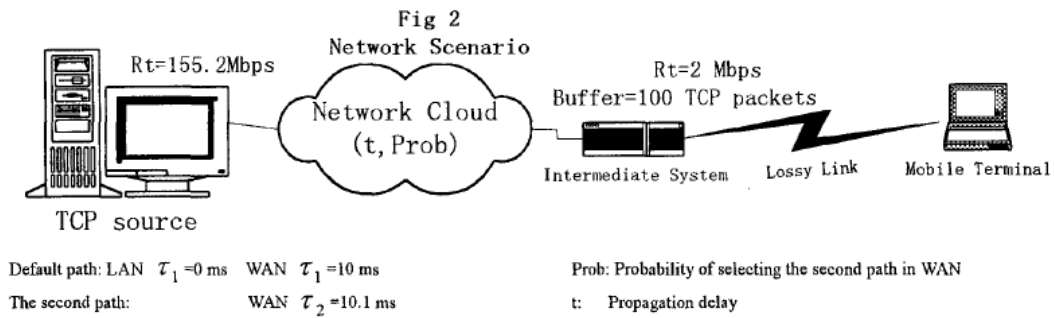 Fig 2
Network Scenario
Rt=155.2Mbps
Network Cloud
(t,Prob)
Rt=2 Mbps
Buffer=100 TCP packets
Intermediate System
Lossy Link
Mobile Terminal
TCP source
Default path: LAN τ1 =0 ms WAN τ1 =10 ms
Prob: Probability of selecting the second path in WAN
The second path: WAN τ2 =10.1 ms
t: Propagation delay